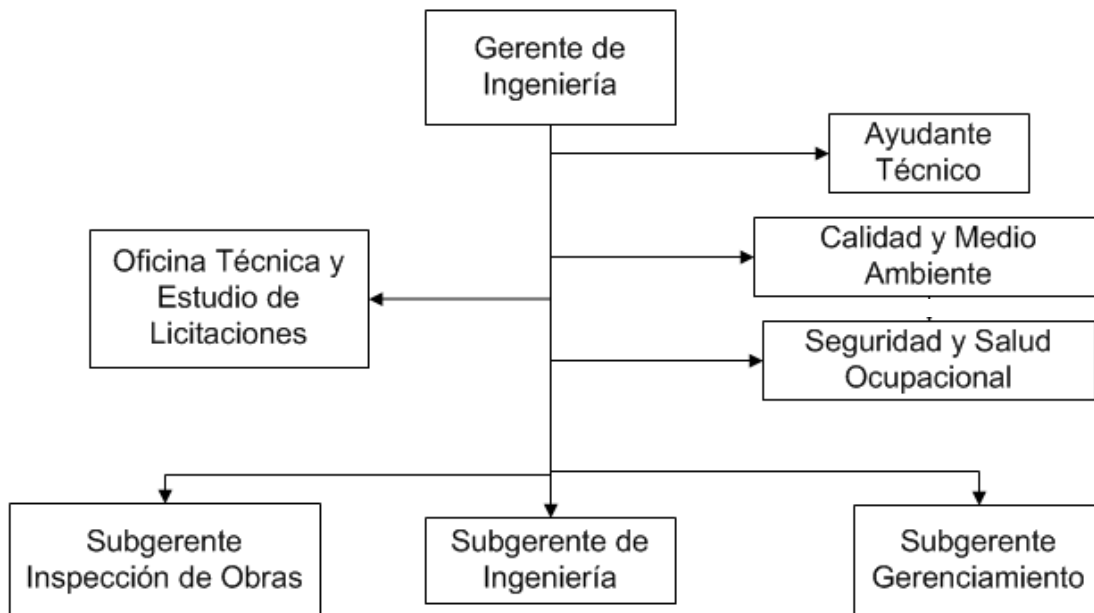 Gerente de
Ingeniería
Ayudante
Técnico
Calidad y Medio
Ambiente
Oficina Técnica y
Estudio de
Licitaciones
Seguridad y Salud
Ocupacional
Subgerente
Inspección de Obras
Subgerente de
Ingeniería
Subgerente
Gerenciamiento